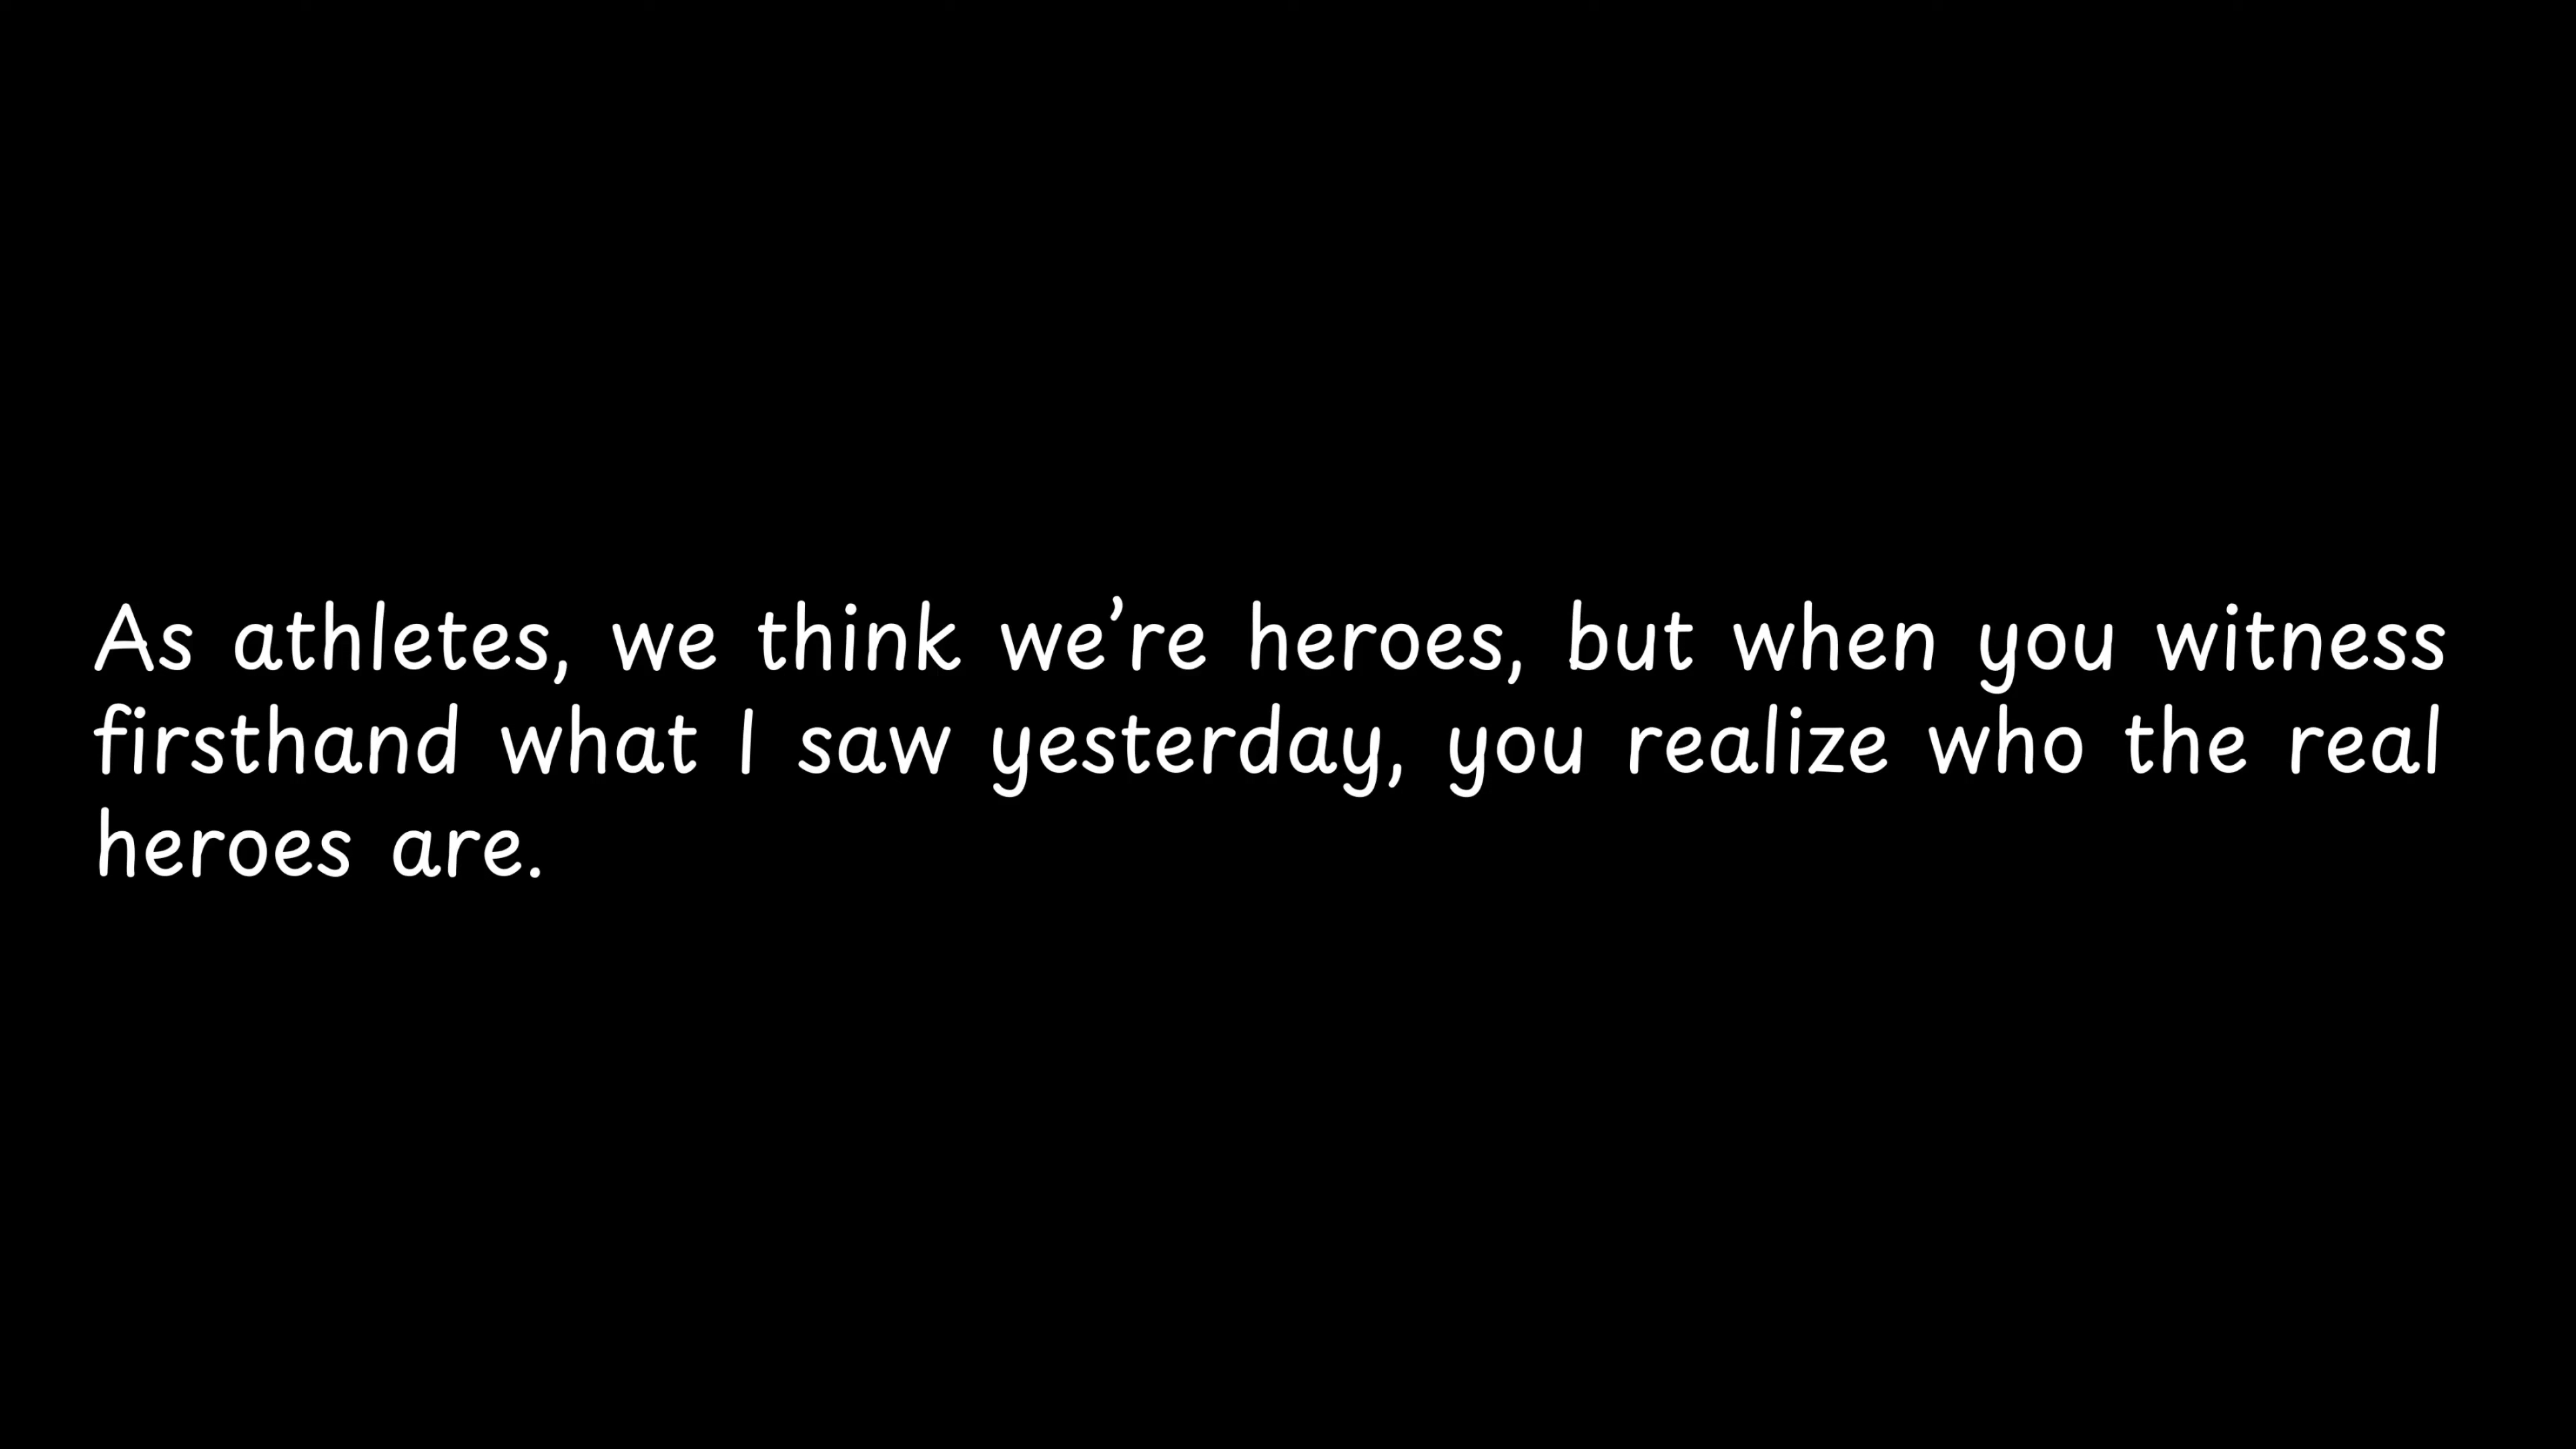 As athletes, we think we’re heroes, but when you witness
firsthand what I saw yesterday, you realize who the real
heroes are.